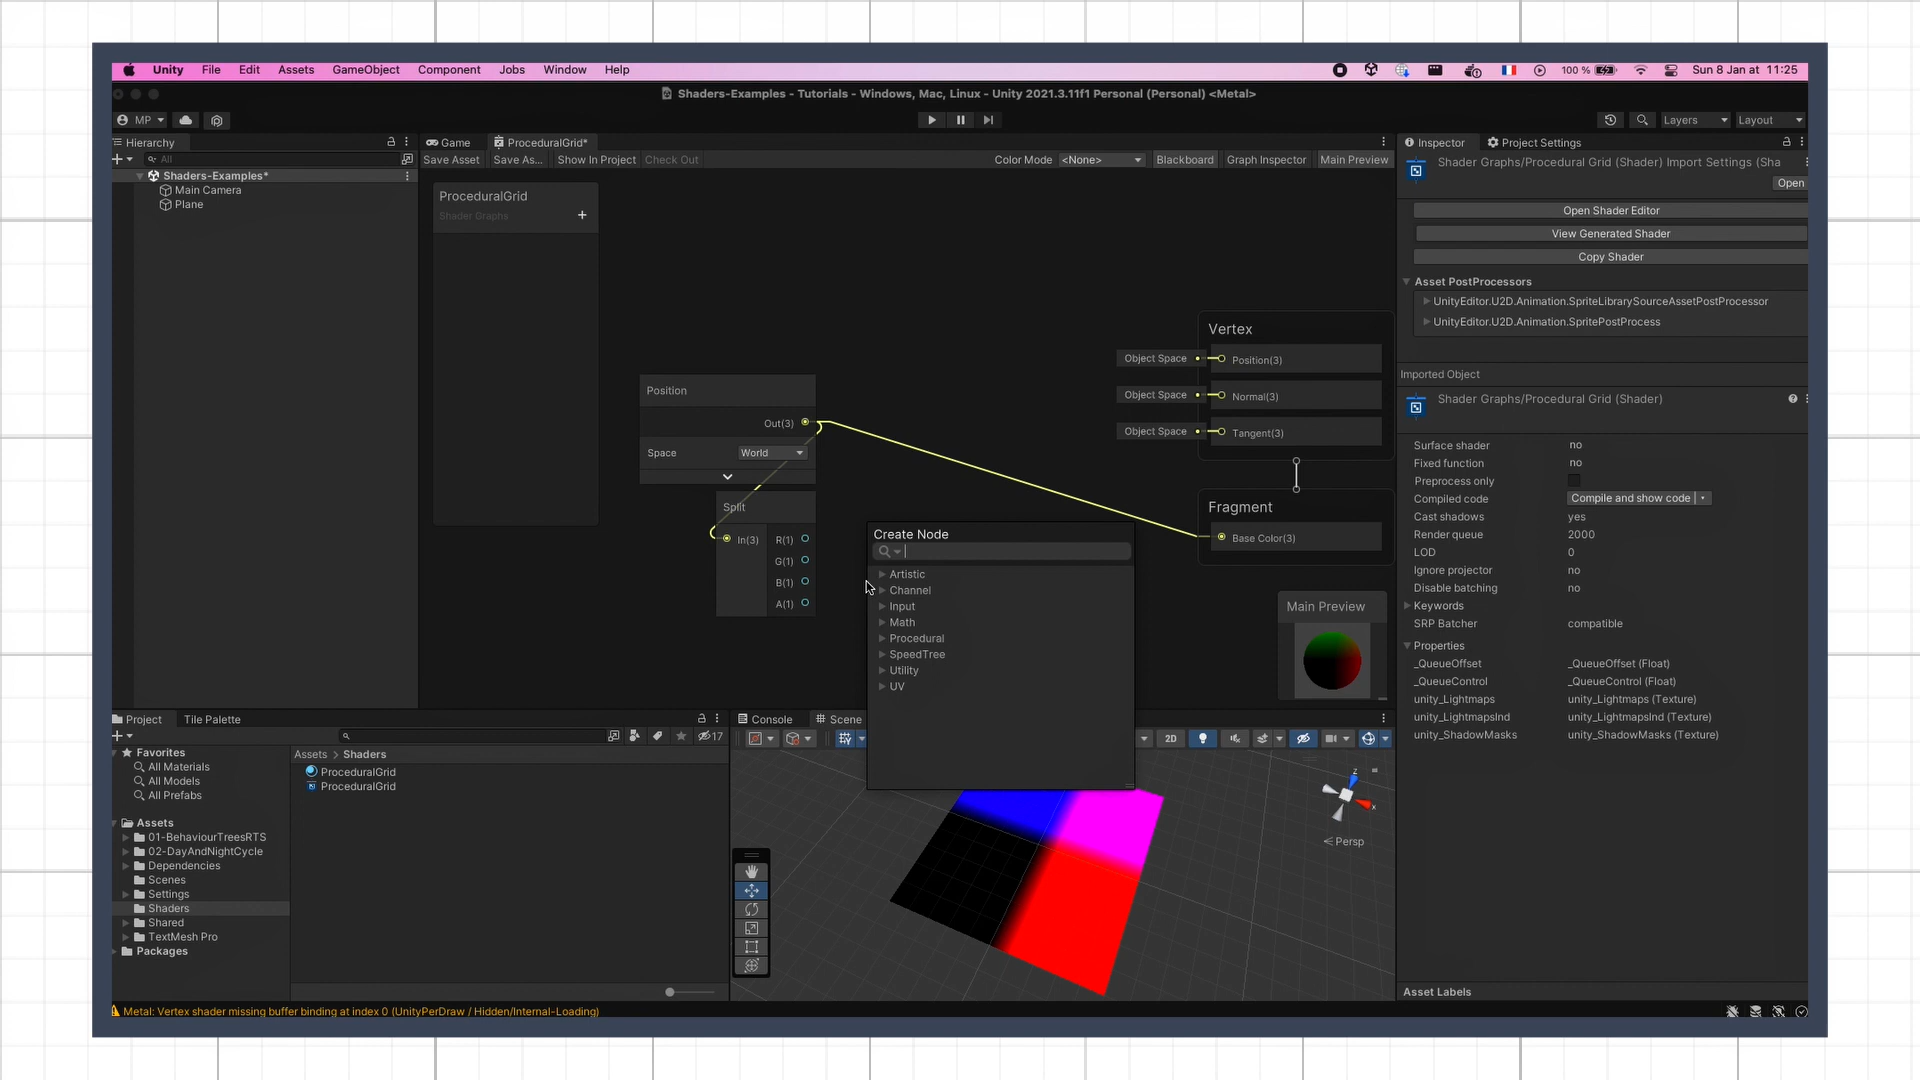 Unity File Edit Assets GameObject Component Jobs Window Help
100 % Sun 8 Jan at 11:25
Shaders-Examples - Tutorials - Windows, Mac, Linux - Unity 2021.3.11f1 Personal (Personal) <Metal>
MP
Layers Layout
Hierarchy
All
Shaders-Examples*
Main Camera
Plane
Game ProceduralGrid*
Save Asset Save As... Show In Project Check Out Color Mode <None> Blackboard Graph Inspector Main Preview
ProceduralGrid
Shader Graphs
Position
Out(3)
Space World
Split
In(3) R(1)
G(1)
B(1)
A(1)
Vertex
Object Space Position(3)
Object Space Normal(3)
Object Space Tangent(3)
Fragment
Base Color(3)
Create Node
Artistic
Channel
Input
Math
Procedural
SpeedTree
Utility
UV
Main Preview
Inspector Project Settings
Shader Graphs/Procedural Grid (Shader) Import Settings (Sha
Open
Open Shader Editor
View Generated Shader
Copy Shader
Asset PostProcessors
UnityEditor.U2D.Animation.SpriteLibrarySourceAssetPostProcessor
UnityEditor.U2D.Animation.SpritePostProcess
Imported Object
Shader Graphs/Procedural Grid (Shader)
Surface shader no
Fixed function no
Preprocess only
Compiled code Compile and show code
Cast shadows yes
Render queue 2000
LOD 0
Ignore projector no
Disable batching no
Keywords
SRP Batcher compatible
Properties
_QueueOffset _QueueOffset (Float)
_QueueControl _QueueControl (Float)
unity_Lightmaps unity_Lightmaps (Texture)
unity_LightmapsInd unity_LightmapsInd (Texture)
unity_ShadowMasks unity_ShadowMasks (Texture)
Asset Labels
Project Tile Palette
17
Favorites
All Materials
All Models
All Prefabs
Assets
01-BehaviourTreesRTS
02-DayAndNightCycle
Dependencies
Scenes
Settings
Shaders
Shared
TextMesh Pro
Packages
Assets > Shaders
ProceduralGrid
ProceduralGrid
Console Scene
2D
z
x
Persp
Metal: Vertex shader missing buffer binding at index 0 (UnityPerDraw / Hidden/Internal-Loading)